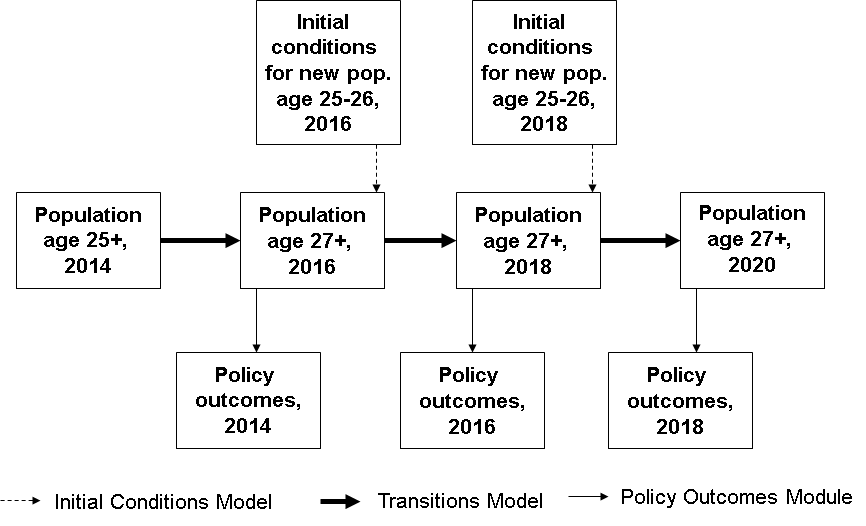 Initial
conditions
for new pop.
age 25-26,
2016
Initial
conditions
for new pop.
age 25-26,
2018
Population
age 25+,
2014
Population
age 27+,
2016
Population
age 27+,
2018
Population
age 27+,
2020
Policy
outcomes,
2014
Policy
outcomes,
2016
Policy
outcomes,
2018
Initial Conditions Model
Transitions Model
Policy Outcomes Module